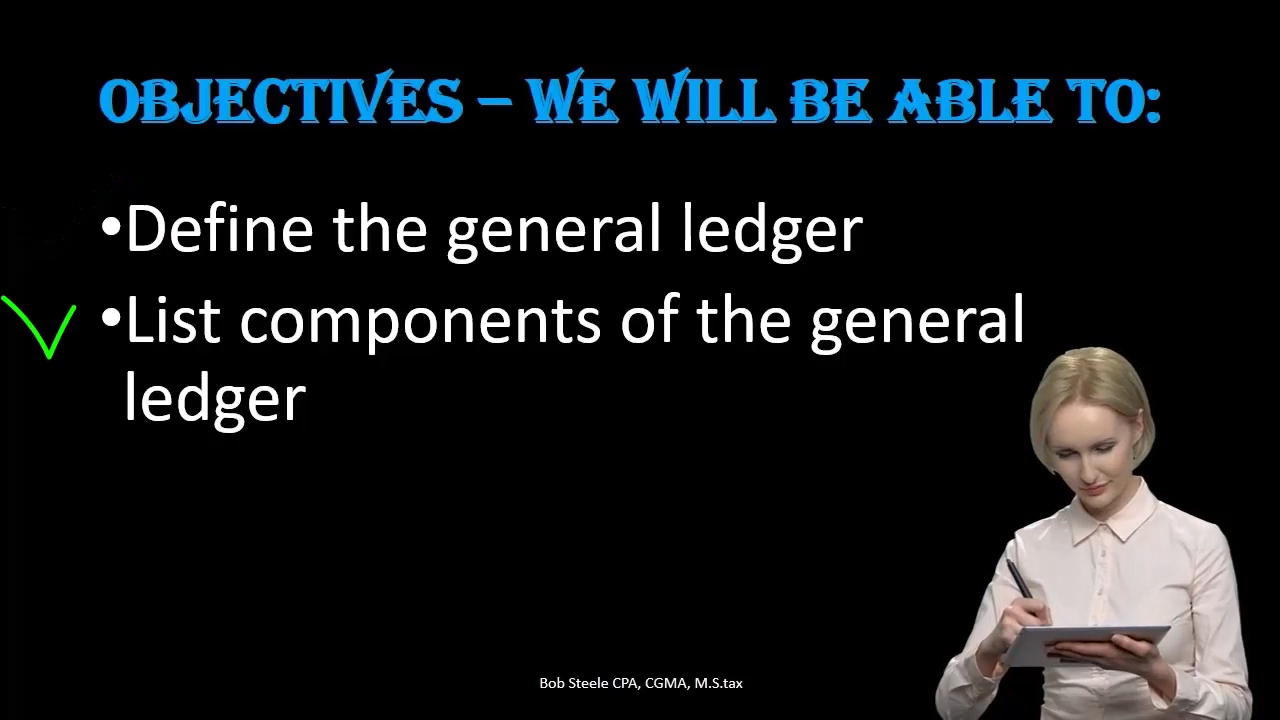 OBJECTIVES – WE WILL BE ABLE TO:
•Define the general ledger
•List components of the general
ledger
Bob Steele CPA, CGMA, M.S.tax